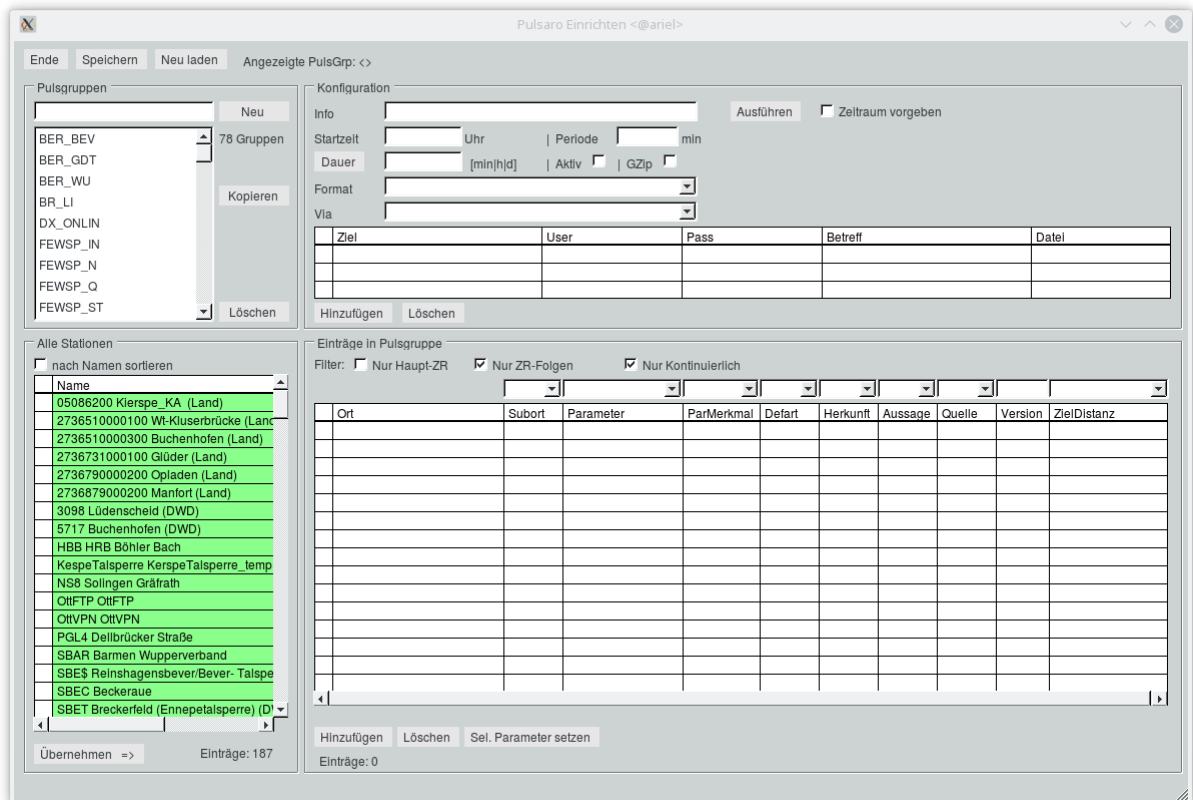 Pulsaro Einrichten <@ariel>
Ende Speichern Neu laden Angezeigte PulsGrp: <>
Pulsgruppen
Neu
BER_BEV
78 Gruppen
BER_GDT
BER_WU
BR_LI
Kopieren
DX_ONLIN
FEWSP_IN
FEWSP_N
FEWSP_Q
FEWSP_ST
Löschen
Konfiguration
Info
Ausführen Zeitraum vorgeben
Startzeit Uhr | Periode min
Dauer [min|h|d] | Aktiv | GZip
Format
Via
Ziel User Pass Betreff Datei
Hinzufügen Löschen
Alle Stationen
nach Namen sortieren
Name
05086200 Kierspe_KA (Land)
2736510000100 Wt-Kluserbrücke (Land
2736510000300 Buchenhofen (Land)
2736731000100 Glüder (Land)
2736790000200 Opladen (Land)
2736879000200 Manfort (Land)
3098 Lüdenscheid (DWD)
5717 Buchenhofen (DWD)
HBB HRB Böhler Bach
KespeTalsperre KerspeTalsperre_temp
NS8 Solingen Gräfrath
OttFTP OttFTP
OttVPN OttVPN
PGL4 Dellbrücker Straße
SBAR Barmen Wupperverband
SBE$ Reinshagensbever/Bever- Talspe
SBEC Beckeraue
SBET Breckerfeld (Ennepetalsperre) (D
Übernehmen => Einträge: 187
Einträge in Pulsgruppe
Filter: Nur Haupt-ZR Nur ZR-Folgen Nur Kontinuierlich
Ort Subort Parameter ParMerkmal Defart Herkunft Aussage Quelle Version ZielDistanz
Hinzufügen Löschen Sel. Parameter setzen
Einträge: 0